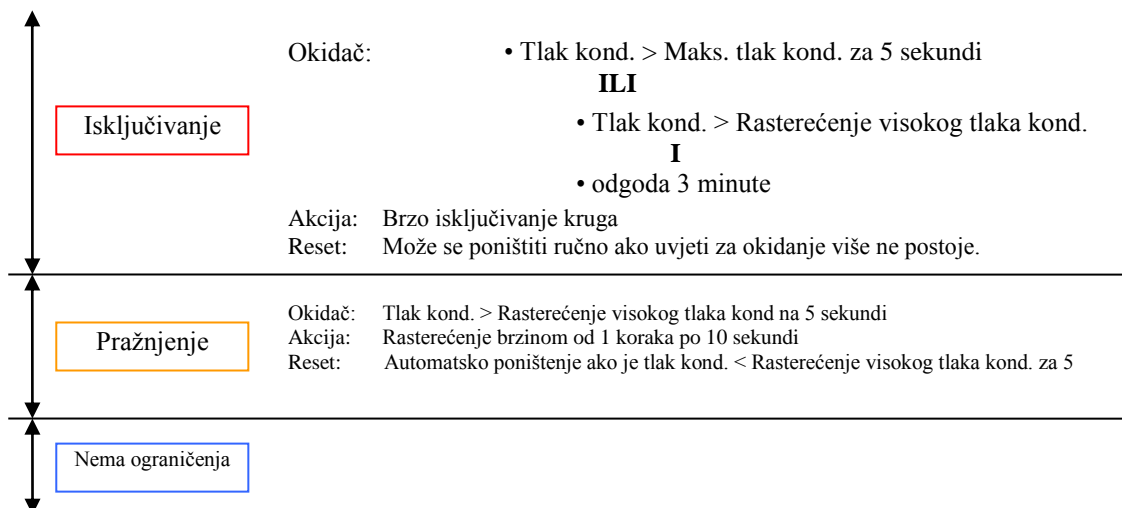 Okidač: • Tlak kond. > Maks. tlak kond. za 5 sekundi
ILI
Isključivanje
• Tlak kond. > Rasterećenje visokog tlaka kond.
I
• odgoda 3 minute
Akcija: Brzo isključivanje kruga
Reset: Može se poništiti ručno ako uvjeti za okidanje više ne postoje.
Pražnjenje
Okidač: Tlak kond. > Rasterećenje visokog tlaka kond na 5 sekundi
Akcija: Rasterećenje brzinom od 1 koraka po 10 sekundi
Reset: Automatsko poništenje ako je tlak kond. < Rasterećenje visokog tlaka kond. za 5
Nema ograničenja